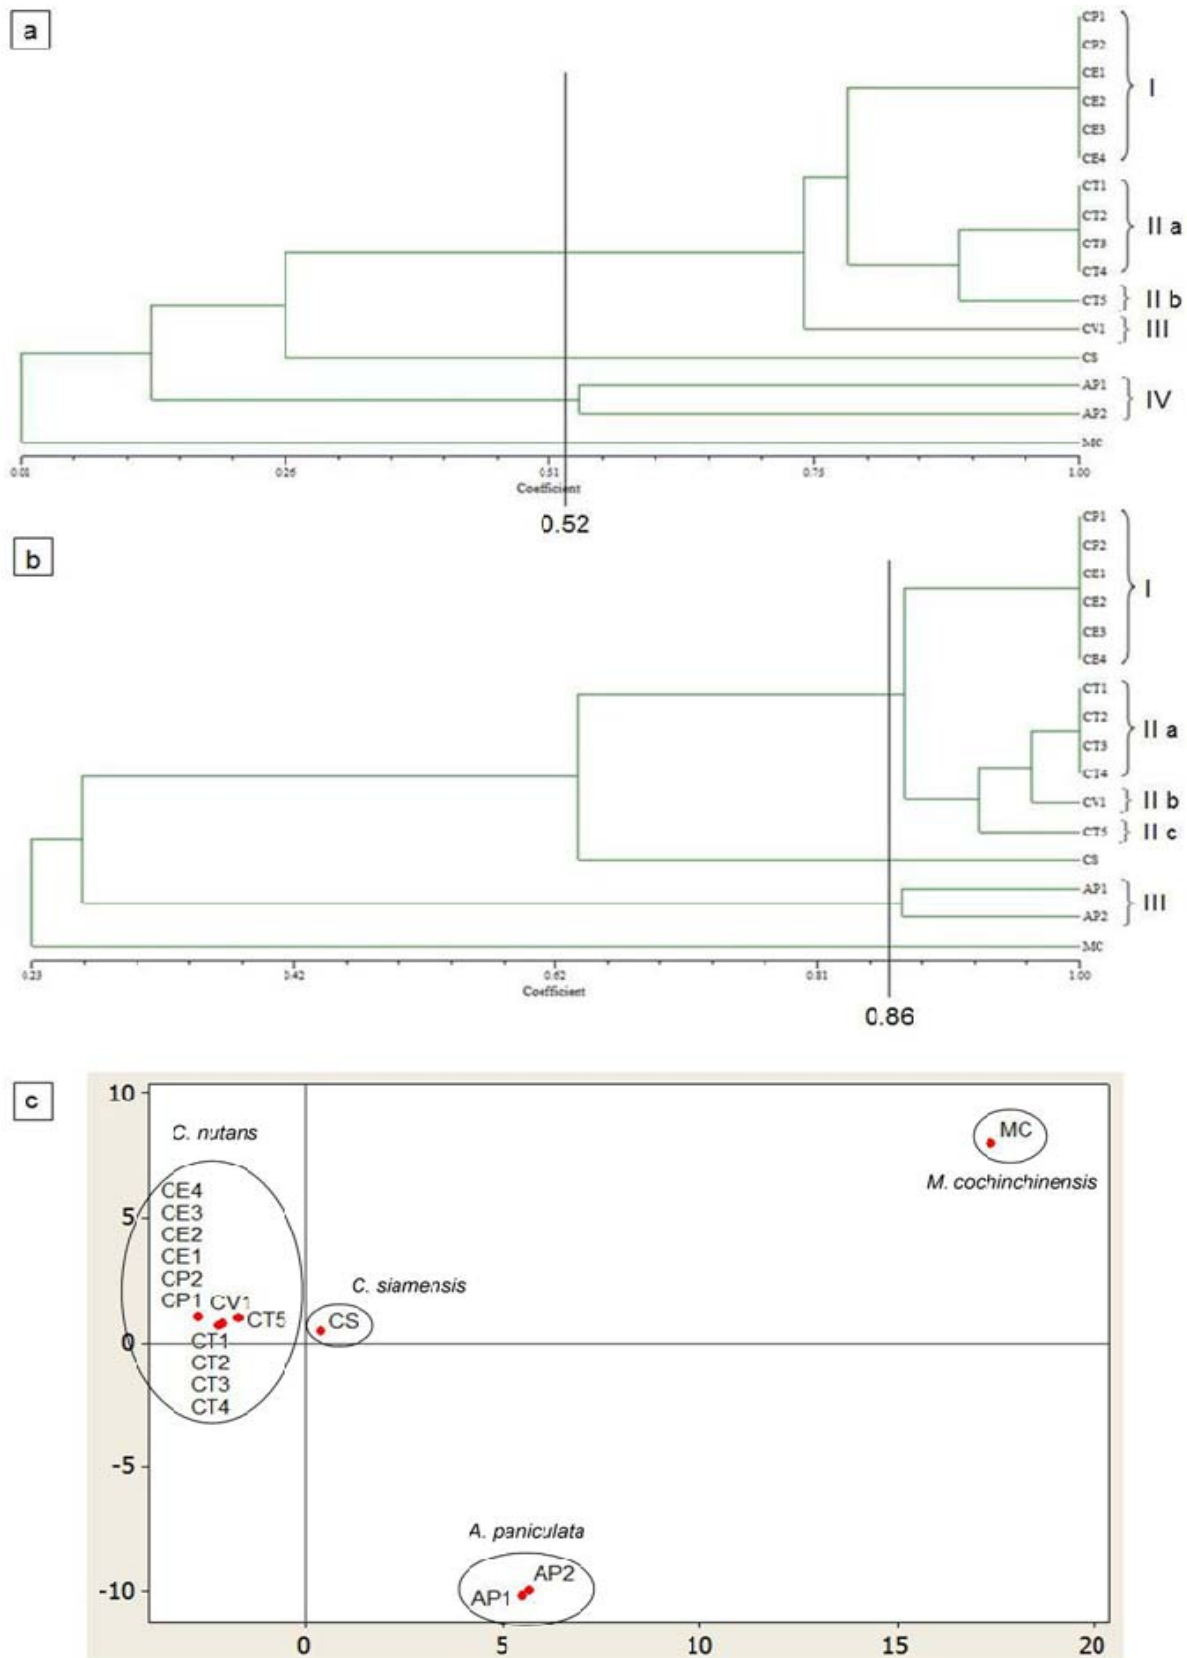 a
CP1
CP2
CE1
CE2
CE3
CE4
I
CT1
CT2
CT3
CT4
II a
CT5
II b
CV1
III
CS
AP1
AP2
IV
MC
0.26
0.51
0.75
1.00
Coefficient
0.52
b
CP1
CP2
CE1
CE2
CE3
CE4
I
CT1
CT2
CT3
CT4
II a
CV1
II b
CT5
II c
CS
AP1
AP2
III
MC
0.23
0.42
0.62
0.81
1.00
Coefficient
0.86
c
10
5
0
-5
-10
C. nutans
CE4
CE3
CE2
CE1
CP2
CP1
CV1
CT5
CT1
CT2
CT3
CT4
C. siamensis
CS
MC
M. cochinchinensis
A. paniculata
AP2
AP1
0
5
10
15
20